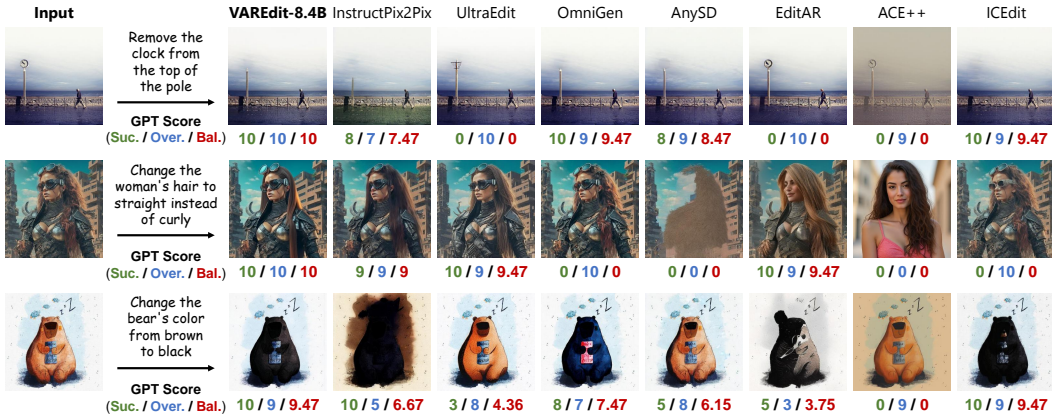 Input VAREdit-8.4B InstructPix2Pix UltraEdit OmniGen AnySD EditAR ACE++ ICEdit
Remove the
clock from
the top of
the pole
GPT Score
(Suc. / Over. / Bal.) 10 / 10 / 10 8 / 7 / 7.47 0 / 10 / 0 10 / 9 / 9.47 8 / 9 / 8.47 0 / 10 / 0 0 / 9 / 0 10 / 9 / 9.47
Change the
woman's hair to
straight instead
of curly
GPT Score
(Suc. / Over. / Bal.) 10 / 10 / 10 9 / 9 / 9 10 / 9 / 9.47 0 / 10 / 0 0 / 0 / 0 10 / 9 / 9.47 0 / 0 / 0 0 / 10 / 0
Change the
bear's color
from brown
to black
GPT Score
(Suc. / Over. / Bal.) 10 / 9 / 9.47 10 / 5 / 6.67 3 / 8 / 4.36 8 / 7 / 7.47 5 / 8 / 6.15 5 / 3 / 3.75 0 / 9 / 0 10 / 9 / 9.47